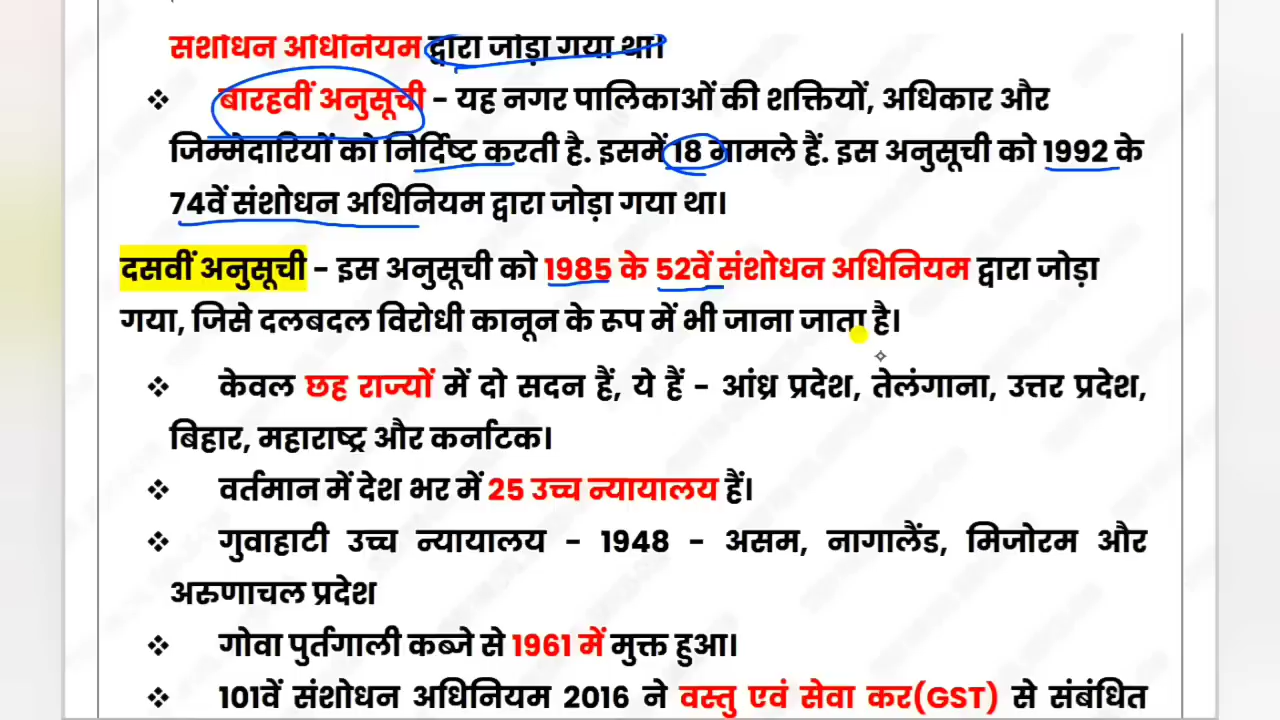 संशोधन अधिनियम द्वारा जोड़ा गया था।
❖ बारहवीं अनुसूची - यह नगर पालिकाओं की शक्तियों, अधिकार और
जिम्मेदारियों को निर्दिष्ट करती है. इसमें 18 मामले हैं. इस अनुसूची को 1992 के
74वें संशोधन अधिनियम द्वारा जोड़ा गया था।
दसवीं अनुसूची - इस अनुसूची को 1985 के 52वें संशोधन अधिनियम द्वारा जोड़ा
गया, जिसे दलबदल विरोधी कानून के रूप में भी जाना जाता है।
❖ केवल छह राज्यों में दो सदन हैं, ये हैं - आंध्र प्रदेश, तेलंगाना, उत्तर प्रदेश,
बिहार, महाराष्ट्र और कर्नाटक।
❖ वर्तमान में देश भर में 25 उच्च न्यायालय हैं।
❖ गुवाहाटी उच्च न्यायालय - 1948 - असम, नागालैंड, मिजोरम और
अरुणाचल प्रदेश
❖ गोवा पुर्तगाली कब्जे से 1961 में मुक्त हुआ।
❖ 101वें संशोधन अधिनियम 2016 ने वस्तु एवं सेवा कर(GST) से संबंधित